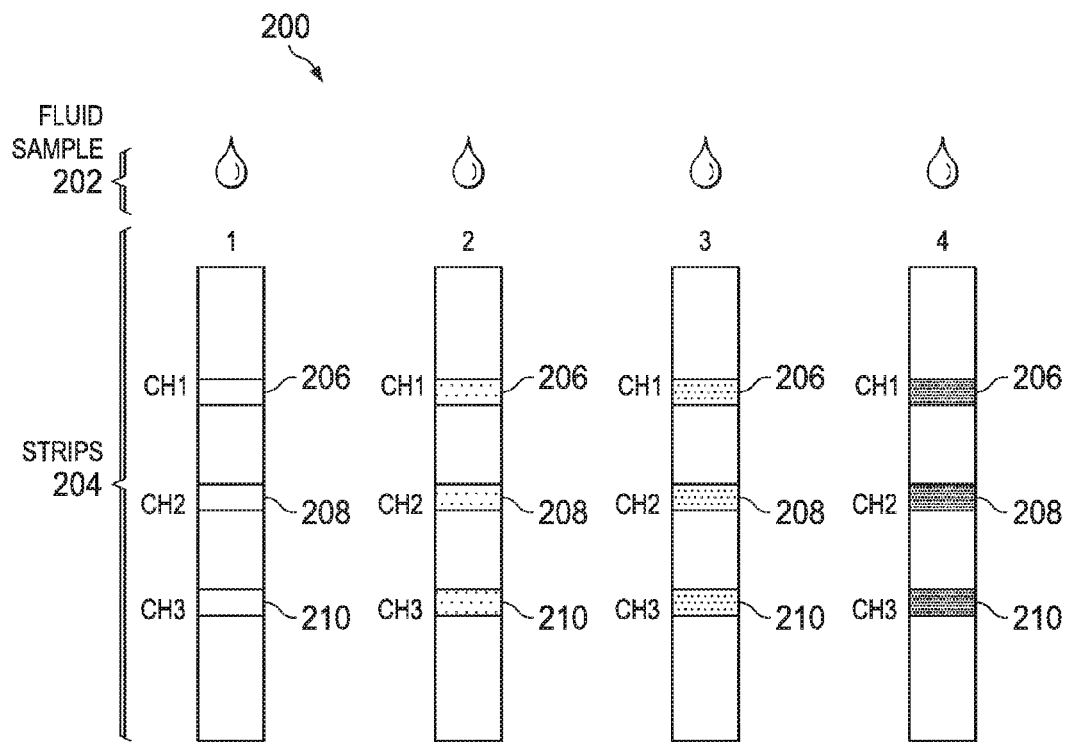 200
FLUID
SAMPLE
202
1 2 3 4
CH1 206 CH1 206 CH1 206 CH1 206
STRIPS
204
CH2 208 CH2 208 CH2 208 CH2 208
CH3 210 CH3 210 CH3 210 CH3 210